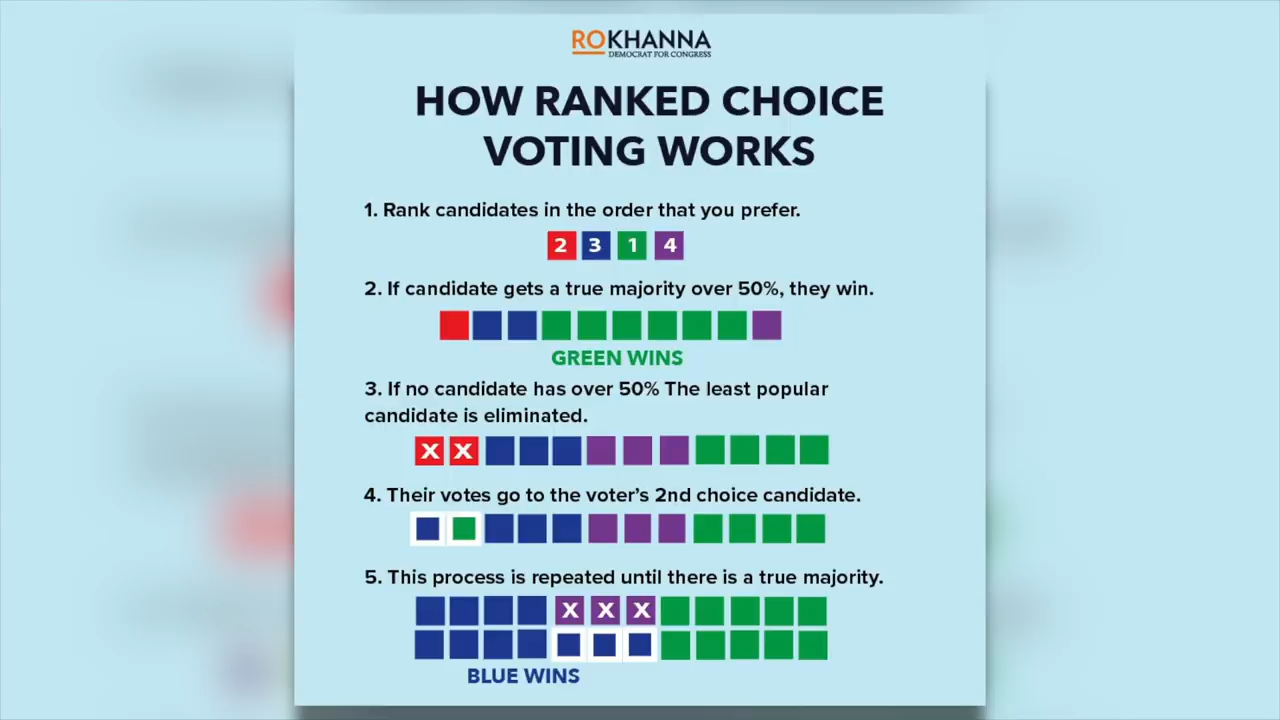 ROKHANNA
DEMOCRAT FOR CONGRESS
HOW RANKED CHOICE
VOTING WORKS
1. Rank candidates in the order that you prefer.
2 3 1 4
2. If candidate gets a true majority over 50%, they win.
GREEN WINS
3. If no candidate has over 50% The least popular
candidate is eliminated.
X X
4. Their votes go to the voter’s 2nd choice candidate.
5. This process is repeated until there is a true majority.
X X X
BLUE WINS